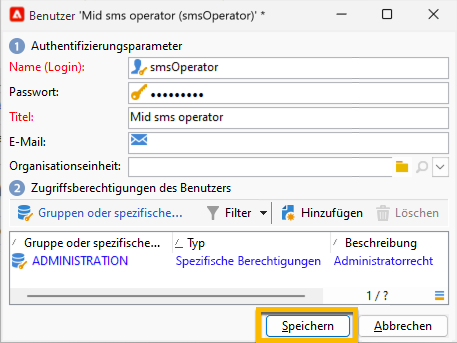 Benutzer 'Mid sms operator (smsOperator)' *
1 Authentifizierungsparameter
Name (Login): smsOperator
Passwort: •••••••••
Titel: Mid sms operator
E-Mail:
Organisationseinheit:
2 Zugriffsberechtigungen des Benutzers
Gruppen oder spezifische... Filter Hinzufügen Löschen
Gruppe oder spezifische... Typ Beschreibung
ADMINISTRATION Spezifische Berechtigungen Administratorrecht
1 / ?
Speichern Abbrechen